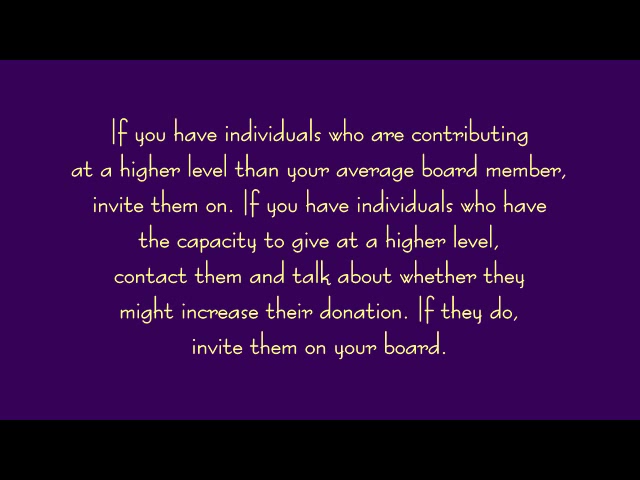 If you have individuals who are contributing
at a higher level than your average board member,
invite them on. If you have individuals who have
the capacity to give at a higher level,
contact them and talk about whether they
might increase their donation. If they do,
invite them on your board.